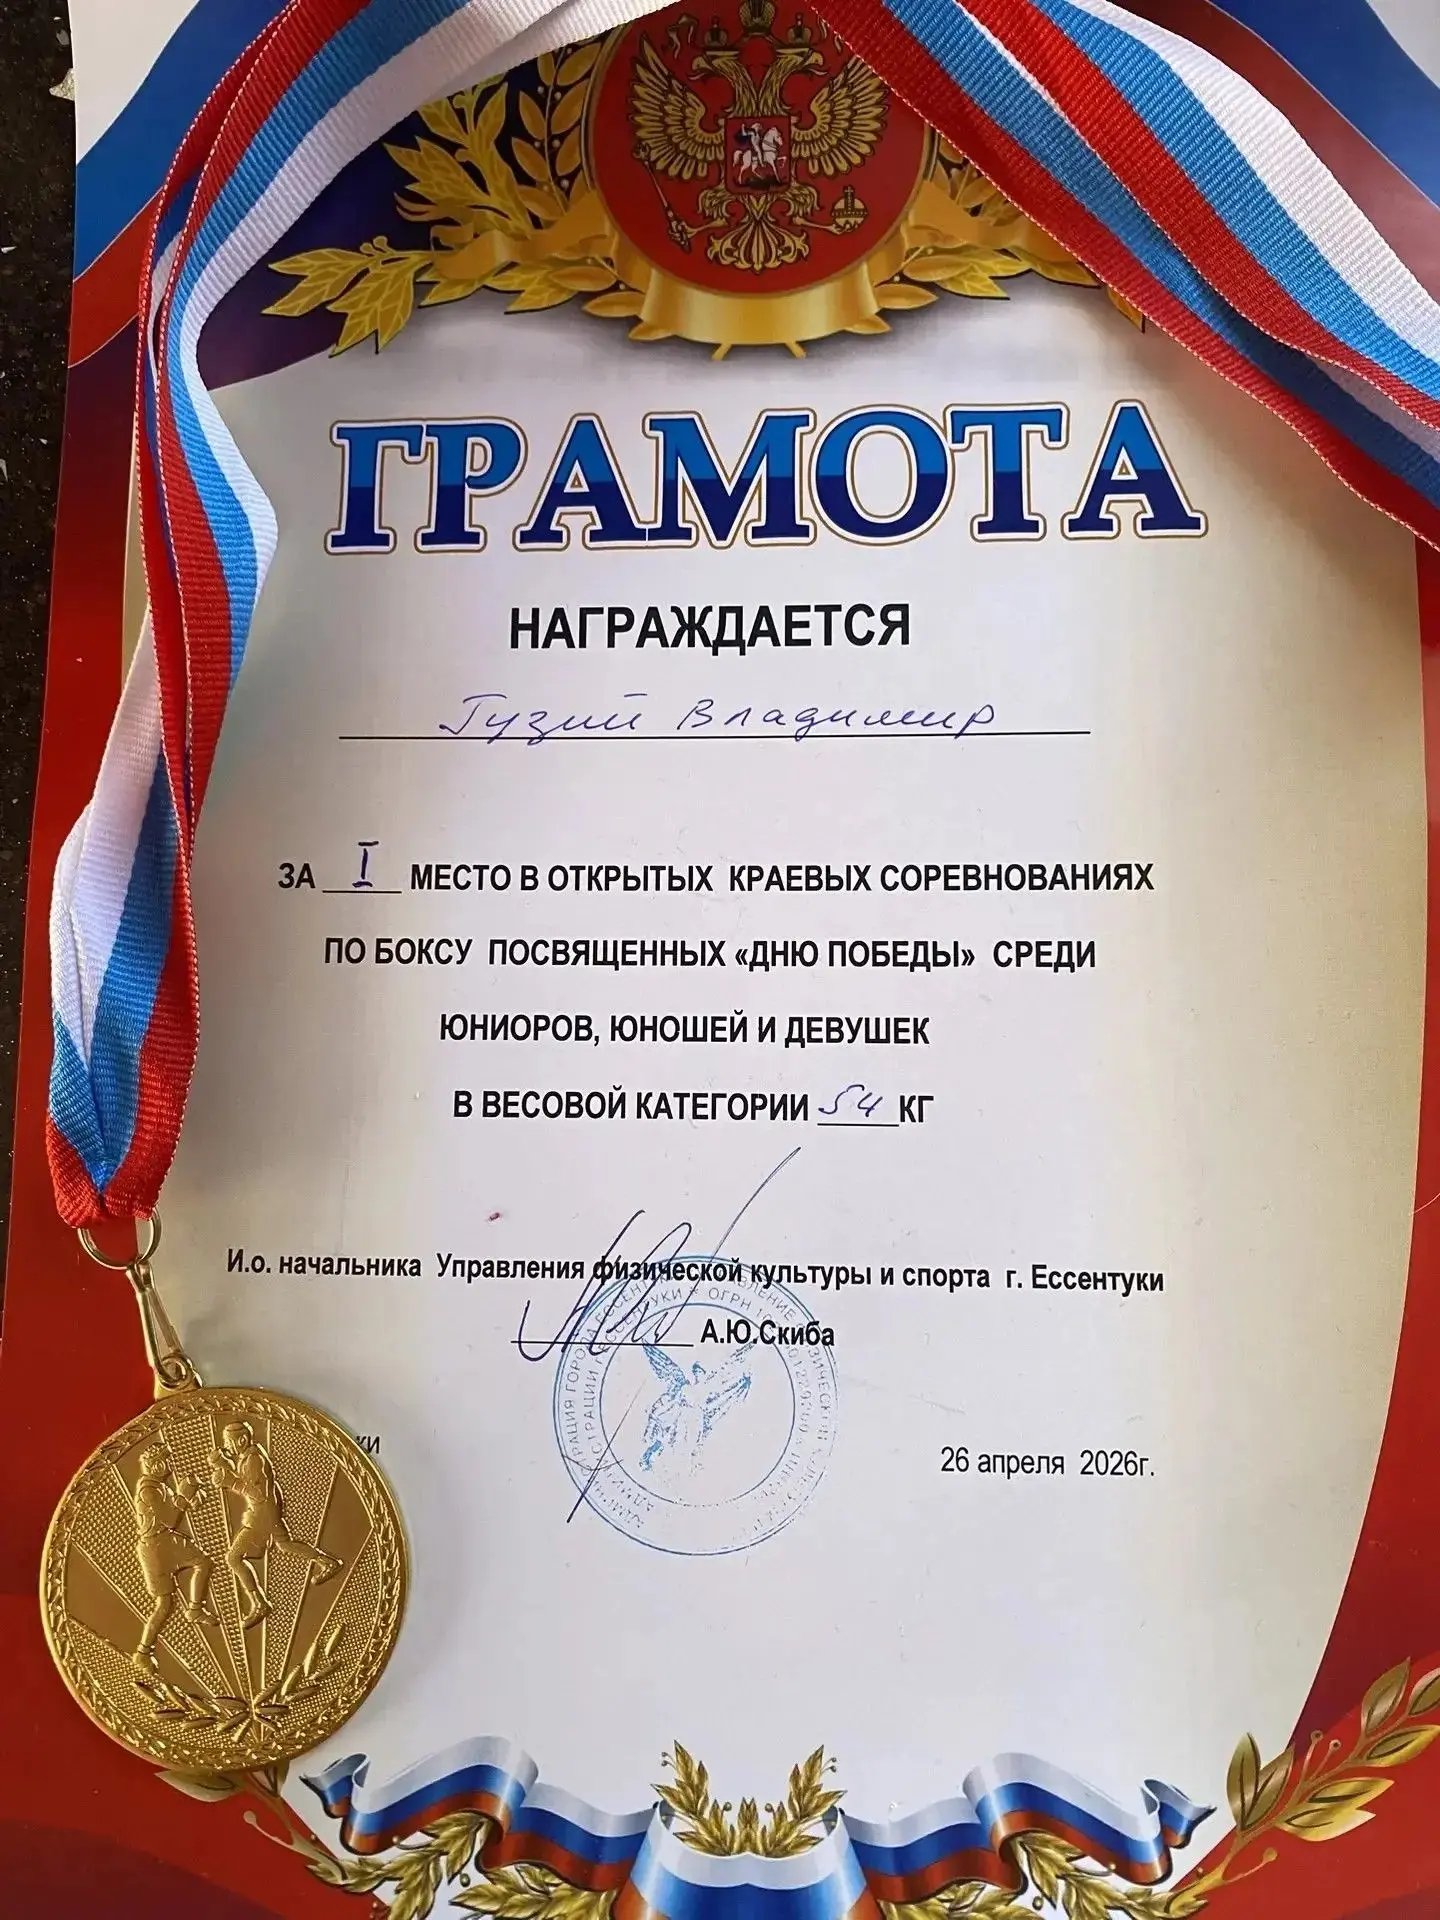 ГРАМОТА
НАГРАЖДАЕТСЯ
Гузий Владимир
ЗА I МЕСТО В ОТКРЫТЫХ КРАЕВЫХ СОРЕВНОВАНИЯХ
ПО БОКСУ ПОСВЯЩЕННЫХ «ДНЮ ПОБЕДЫ» СРЕДИ
ЮНИОРОВ, ЮНОШЕЙ И ДЕВУШЕК
В ВЕСОВОЙ КАТЕГОРИИ 54 КГ
И.о. начальника Управления физической культуры и спорта г. Ессентуки
А.Ю.Скиба
26 апреля 2026г.